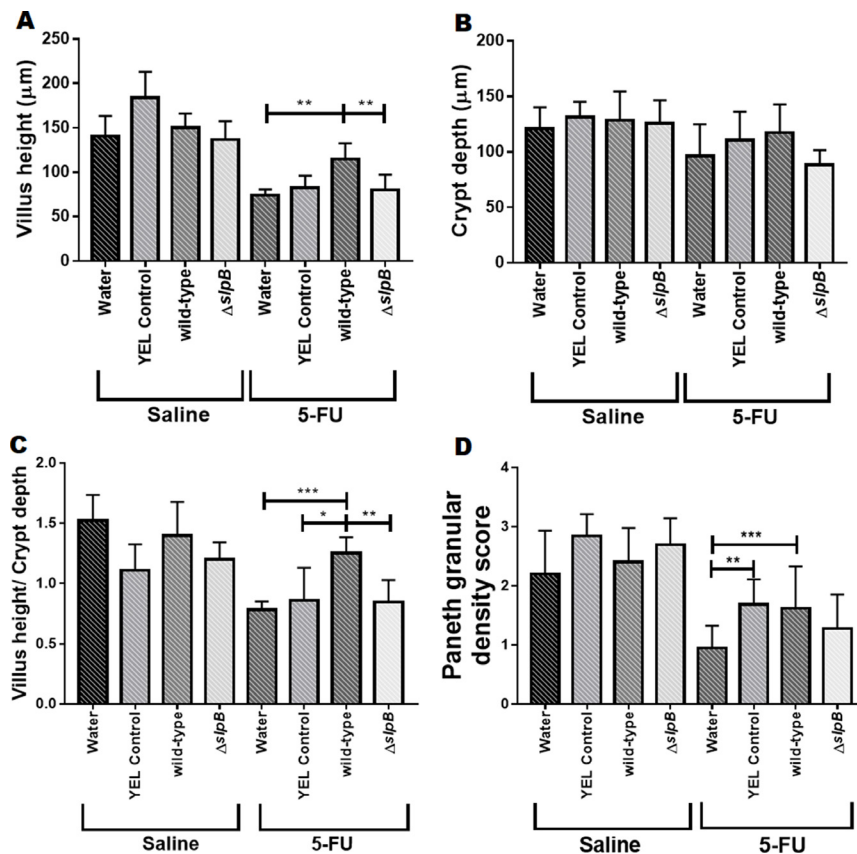 A
Villus height (µm)
250
200
150
100
50
0
** **
Water
YEL Control
wild-type
ΔslpB
Water
YEL Control
wild-type
ΔslpB
Saline
5-FU
B
Crypt depth (µm)
200
150
100
50
0
Water
YEL Control
wild-type
ΔslpB
Water
YEL Control
wild-type
ΔslpB
Saline
5-FU
C
Villus height/ Crypt depth
2.0
1.5
1.0
0.5
0.0
***
* **
Water
YEL Control
wild-type
ΔslpB
Water
YEL Control
wild-type
ΔslpB
Saline
5-FU
D
Paneth granular
density score
4
3
2
1
0
***
**
Water
YEL Control
wild-type
ΔslpB
Water
YEL Control
wild-type
ΔslpB
Saline
5-FU